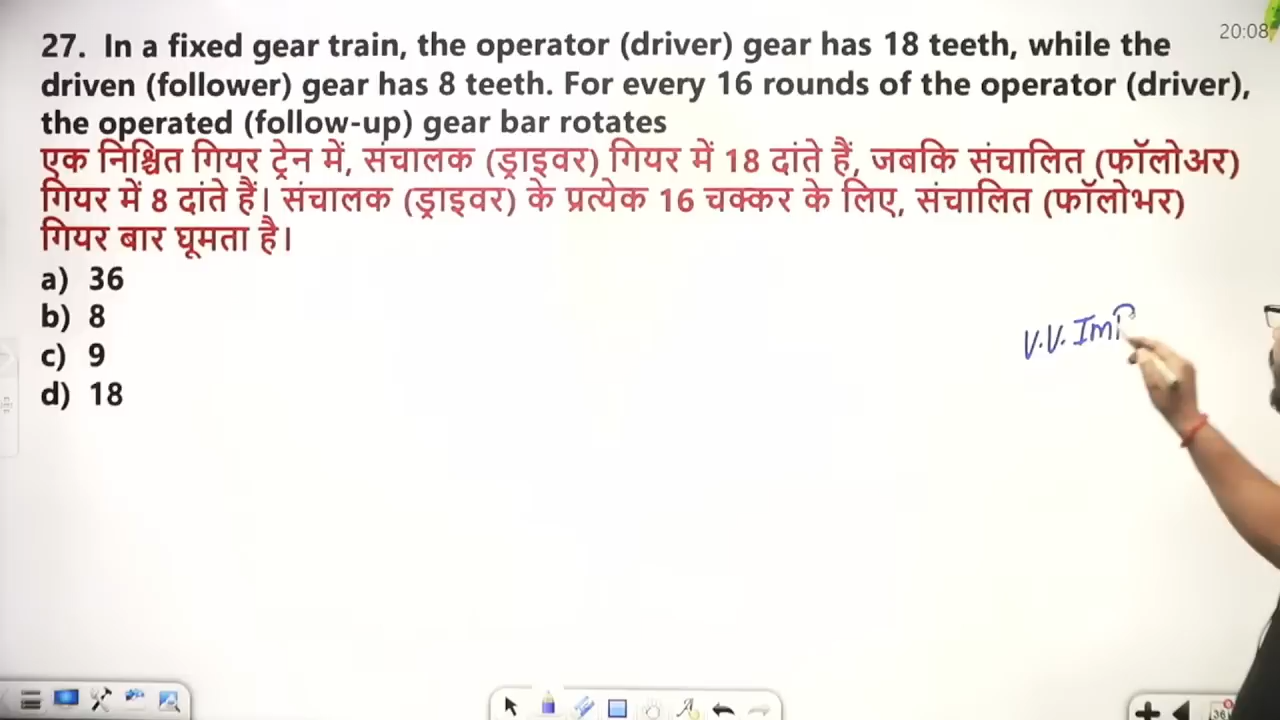 20:08
27. In a fixed gear train, the operator (driver) gear has 18 teeth, while the
driven (follower) gear has 8 teeth. For every 16 rounds of the operator (driver),
the operated (follow-up) gear bar rotates
एक निश्चित गियर ट्रेन में, संचालक (ड्राइवर) गियर में 18 दांते हैं, जबकि संचालित (फॉलोअर)
गियर में 8 दांते हैं। संचालक (ड्राइवर) के प्रत्येक 16 चक्कर के लिए, संचालित (फॉलोभर)
गियर बार घूमता है।
a) 36
b) 8
c) 9
d) 18
V.V. Imp